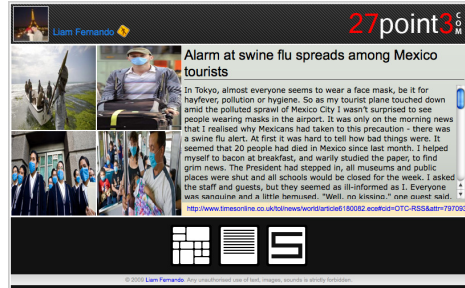 Liam Fernando
27point3 COM
Alarm at swine flu spreads among Mexico
tourists
In Tokyo, almost everyone seems to wear a face mask, be it for
hayfever, pollution or hygiene. So as my tourist plane touched down
amid the polluted sprawl of Mexico City I wasn't surprised to see
people wearing masks in the airport. It was only on the morning news
that I realised why Mexicans had taken to this precaution - there was
a swine flu alert. At first it was hard to tell how bad things were. It
seemed that 20 people had died in Mexico since last month. I helped
myself to bacon at breakfast, and warily studied the paper, to find
grim news. The President had stepped in, all museums and public
places were shut and all schools would be closed for the week. I asked
the staff and guests, but they seemed as ill-informed as I. Everyone
was sanguine and a little bemused. "Well, no kissing," one guest said,
http://www.timesonline.co.uk/tol/news/world/article6180082.ece#cid=OTC-RSS&attr=797093
© 2009 Liam Fernando. Any unauthorised use of text, images, sounds is strictly forbidden.